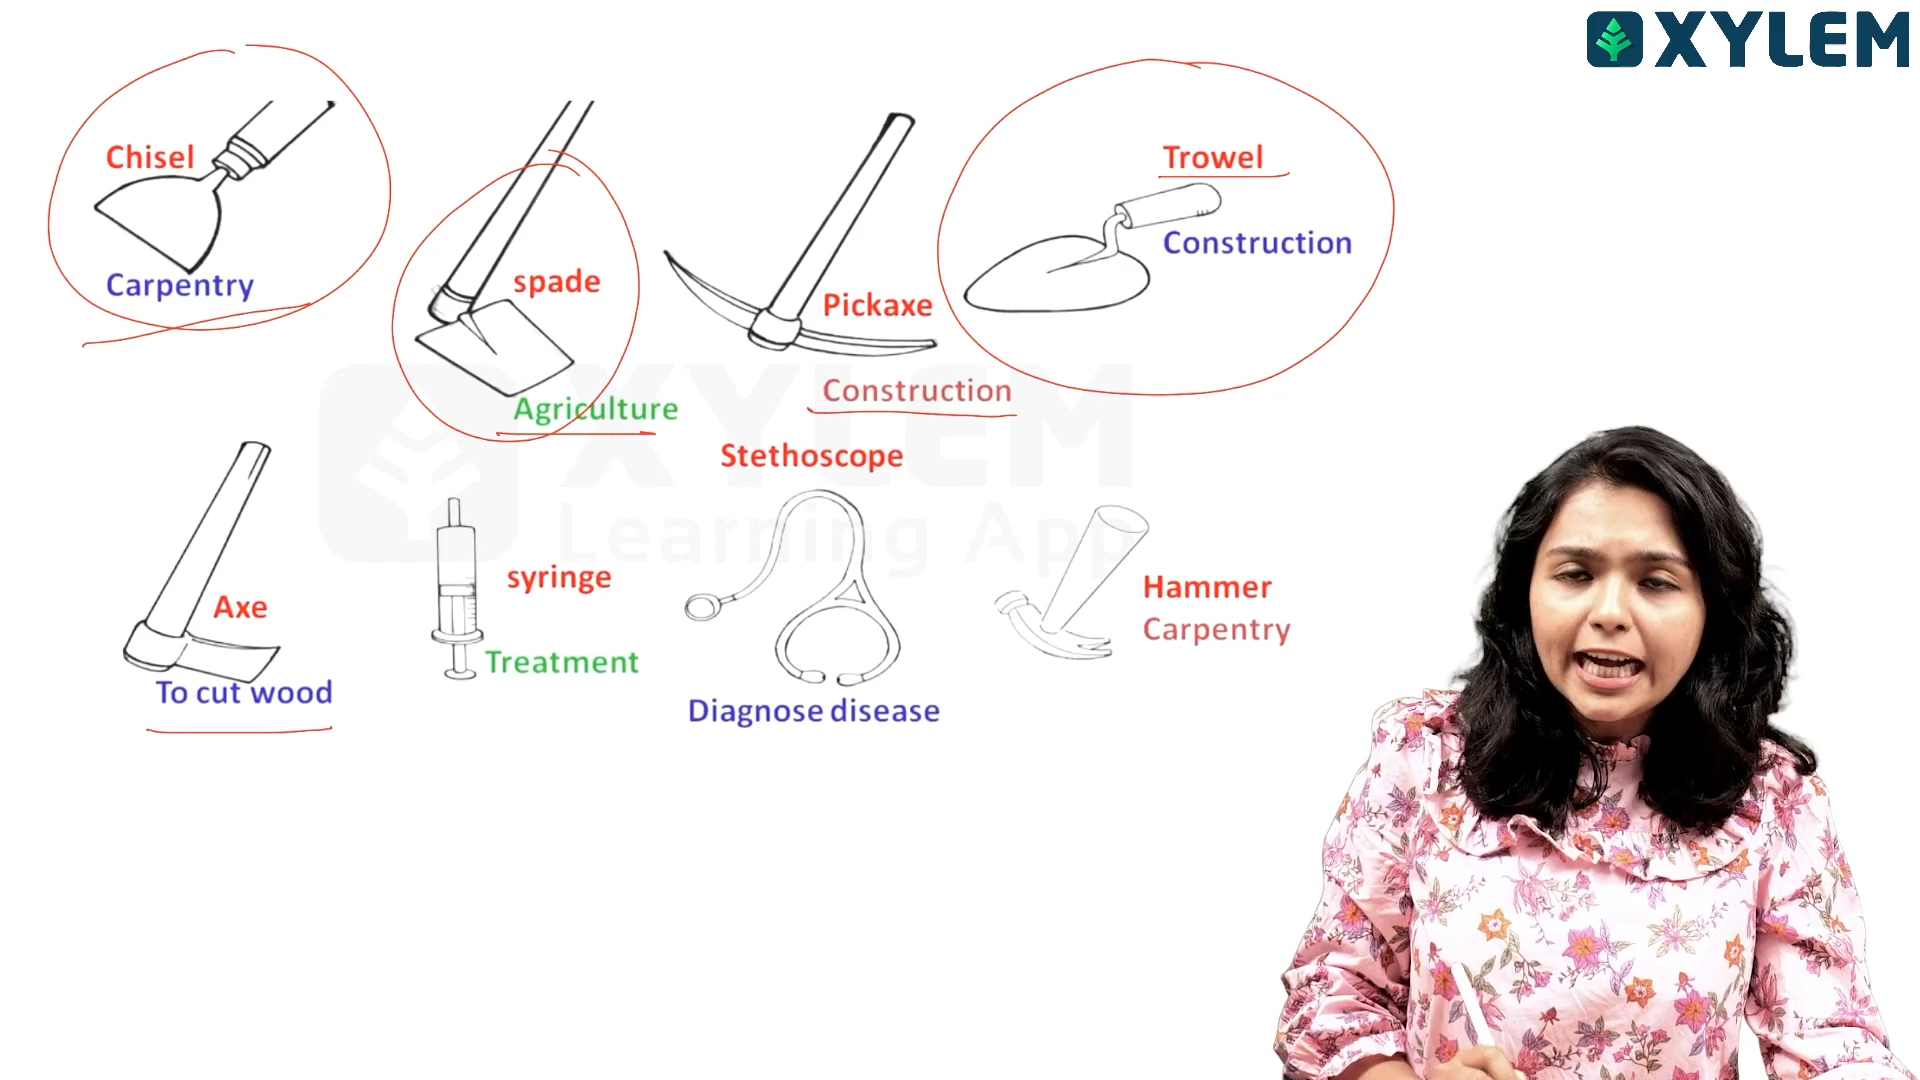 XYLEM
Chisel
Carpentry
spade
Agriculture
Pickaxe
Construction
Trowel
Construction
XYLEM
Learning App
Axe
To cut wood
syringe
Treatment
Stethoscope
Diagnose disease
Hammer
Carpentry